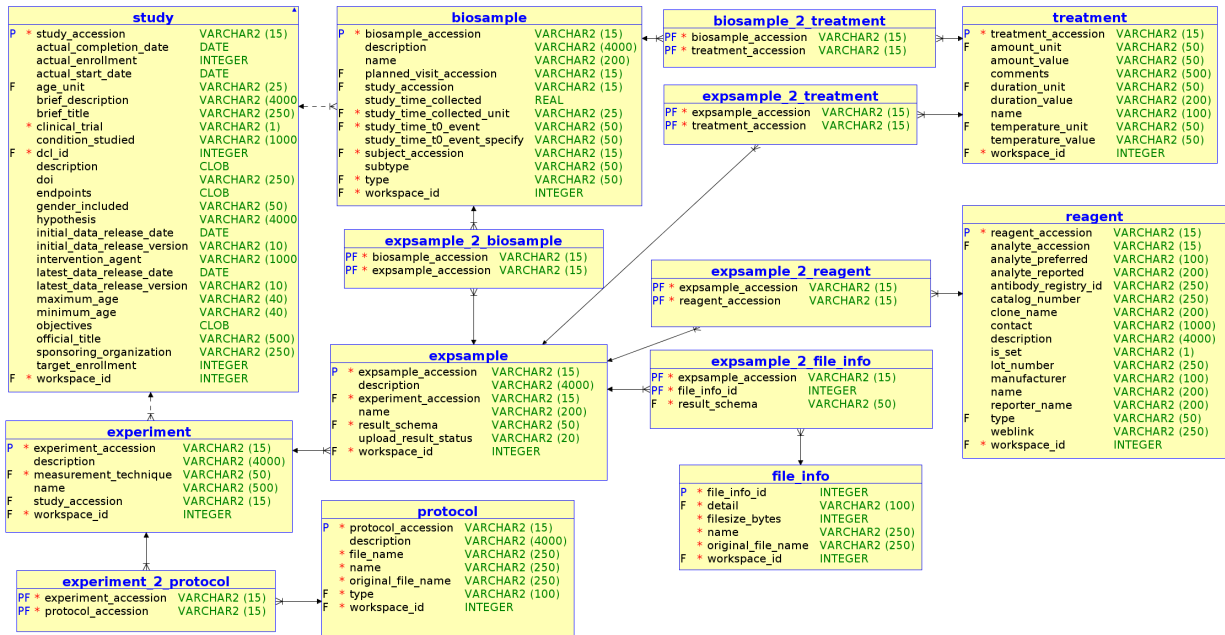 study
P * study_accession VARCHAR2 (15)
actual_completion_date DATE
actual_enrollment INTEGER
actual_start_date DATE
F age_unit VARCHAR2 (25)
brief_description VARCHAR2 (4000
brief_title VARCHAR2 (250)
* clinical_trial VARCHAR2 (1)
condition_studied VARCHAR2 (1000
F * dcl_id INTEGER
description CLOB
doi VARCHAR2 (250)
endpoints CLOB
gender_included VARCHAR2 (50)
hypothesis VARCHAR2 (4000
initial_data_release_date DATE
initial_data_release_version VARCHAR2 (10)
intervention_agent VARCHAR2 (1000
latest_data_release_date DATE
latest_data_release_version VARCHAR2 (10)
maximum_age VARCHAR2 (40)
minimum_age VARCHAR2 (40)
objectives CLOB
official_title VARCHAR2 (500)
sponsoring_organization VARCHAR2 (250)
target_enrollment INTEGER
F * workspace_id INTEGER
biosample
P * biosample_accession VARCHAR2 (15)
description VARCHAR2 (4000)
name VARCHAR2 (200)
F planned_visit_accession VARCHAR2 (15)
F study_accession VARCHAR2 (15)
study_time_collected REAL
F * study_time_collected_unit VARCHAR2 (25)
F * study_time_t0_event VARCHAR2 (50)
study_time_t0_event_specify VARCHAR2 (50)
F * subject_accession VARCHAR2 (15)
subtype VARCHAR2 (50)
F * type VARCHAR2 (50)
F * workspace_id INTEGER
biosample_2_treatment
PF * biosample_accession VARCHAR2 (15)
PF * treatment_accession VARCHAR2 (15)
treatment
P * treatment_accession VARCHAR2 (15)
F amount_unit VARCHAR2 (50)
amount_value VARCHAR2 (50)
comments VARCHAR2 (500)
F duration_unit VARCHAR2 (50)
duration_value VARCHAR2 (200)
name VARCHAR2 (100)
F temperature_unit VARCHAR2 (50)
temperature_value VARCHAR2 (50)
F * workspace_id INTEGER
expsample_2_treatment
PF * expsample_accession VARCHAR2 (15)
PF * treatment_accession VARCHAR2 (15)
expsample_2_biosample
PF * biosample_accession VARCHAR2 (15)
PF * expsample_accession VARCHAR2 (15)
expsample_2_reagent
PF * expsample_accession VARCHAR2 (15)
PF * reagent_accession VARCHAR2 (15)
reagent
P * reagent_accession VARCHAR2 (15)
F analyte_accession VARCHAR2 (15)
analyte_preferred VARCHAR2 (100)
analyte_reported VARCHAR2 (200)
antibody_registry_id VARCHAR2 (250)
catalog_number VARCHAR2 (250)
clone_name VARCHAR2 (200)
contact VARCHAR2 (1000)
description VARCHAR2 (4000)
is_set VARCHAR2 (1)
lot_number VARCHAR2 (250)
manufacturer VARCHAR2 (100)
name VARCHAR2 (200)
reporter_name VARCHAR2 (200)
F type VARCHAR2 (50)
weblink VARCHAR2 (250)
F * workspace_id INTEGER
expsample
P * expsample_accession VARCHAR2 (15)
description VARCHAR2 (4000)
F * experiment_accession VARCHAR2 (15)
name VARCHAR2 (200)
F * result_schema VARCHAR2 (50)
upload_result_status VARCHAR2 (20)
F * workspace_id INTEGER
expsample_2_file_info
PF * expsample_accession VARCHAR2 (15)
PF * file_info_id INTEGER
F * result_schema VARCHAR2 (50)
experiment
P * experiment_accession VARCHAR2 (15)
description VARCHAR2 (4000)
F * measurement_technique VARCHAR2 (50)
name VARCHAR2 (500)
F study_accession VARCHAR2 (15)
F * workspace_id INTEGER
file_info
P * file_info_id INTEGER
F * detail VARCHAR2 (100)
* filesize_bytes INTEGER
* name VARCHAR2 (250)
* original_file_name VARCHAR2 (250)
F * workspace_id INTEGER
protocol
P * protocol_accession VARCHAR2 (15)
description VARCHAR2 (4000)
* file_name VARCHAR2 (250)
* name VARCHAR2 (250)
* original_file_name VARCHAR2 (250)
F * type VARCHAR2 (100)
F * workspace_id INTEGER
experiment_2_protocol
PF * experiment_accession VARCHAR2 (15)
PF * protocol_accession VARCHAR2 (15)